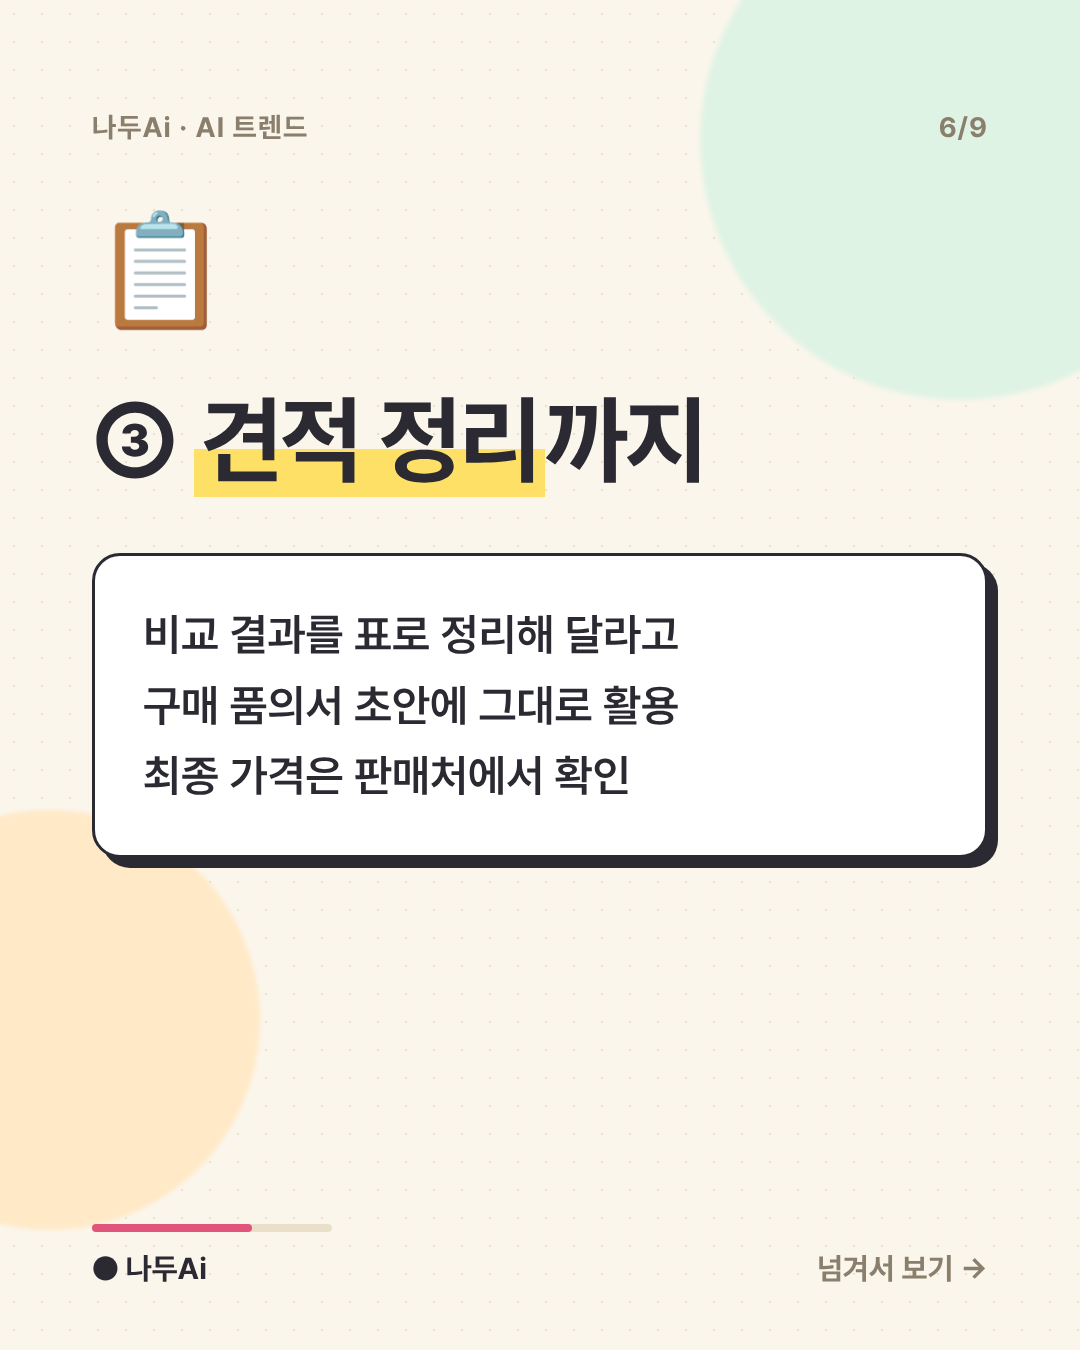 나두Ai · AI 트렌드
6/9
③ 견적 정리까지
비교 결과를 표로 정리해 달라고
구매 품의서 초안에 그대로 활용
최종 가격은 판매처에서 확인
● 나두Ai
넘겨서 보기 →